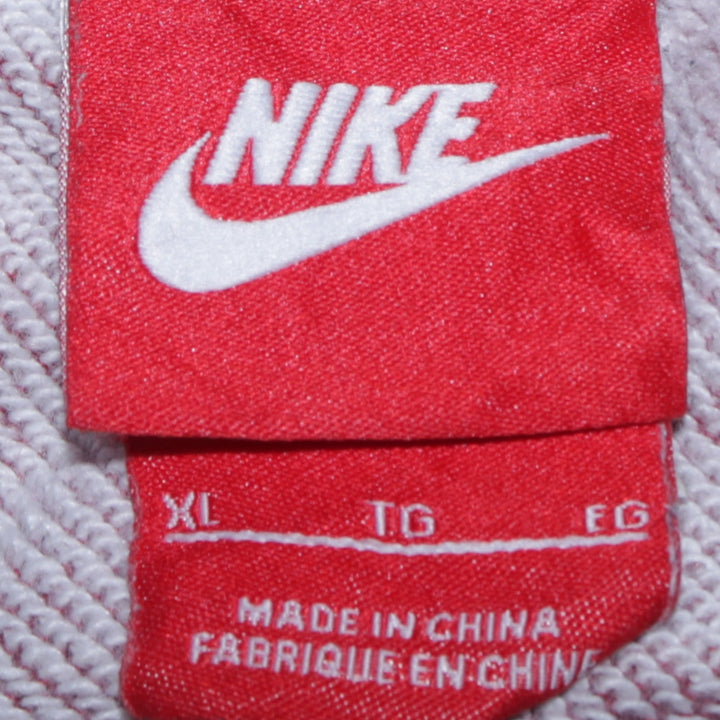 NIKE
XL TG EG
MADE IN CHINA
FABRIQUE EN CHINE